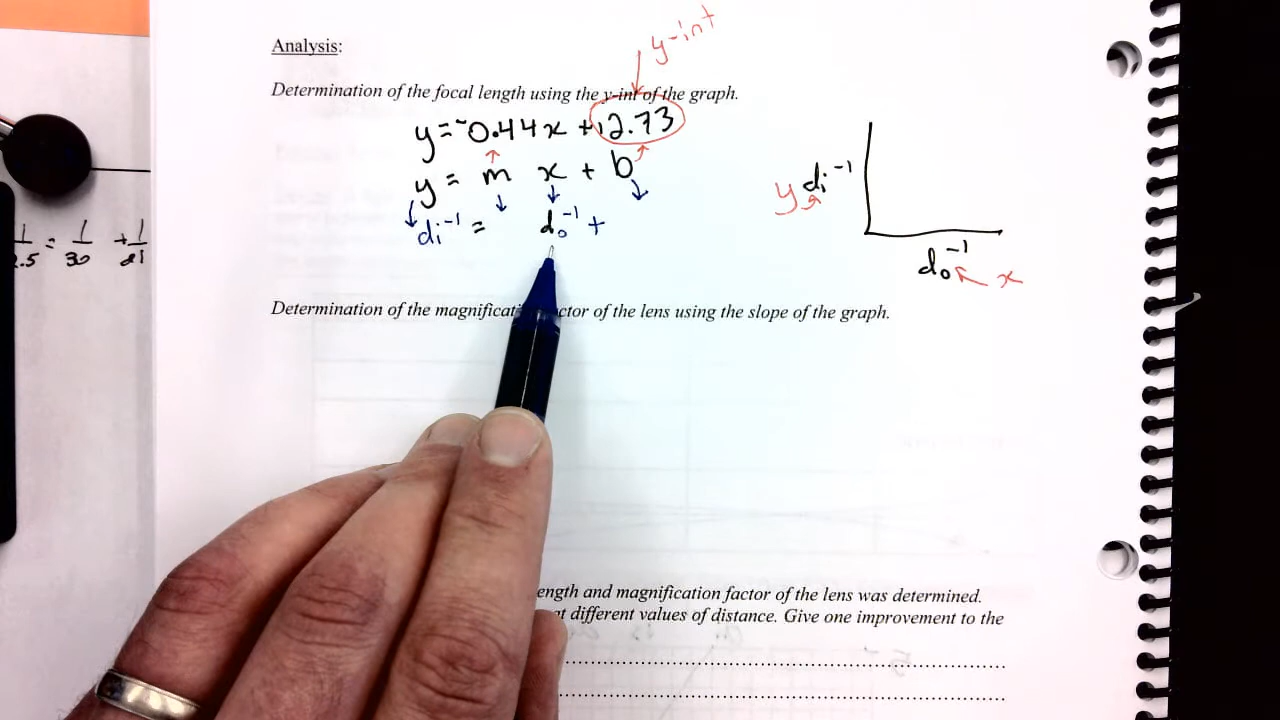 Analysis:
y-int
Determination of the focal length using the y-int of the graph.
y = -0.44x + 12.73
y = m x + b
di⁻¹ = do⁻¹ +
y di⁻¹
do⁻¹ x
= 1/30 + 1/21
Determination of the magnificati ctor of the lens using the slope of the graph.
ength and magnification factor of the lens was determined.
at different values of distance. Give one improvement to the